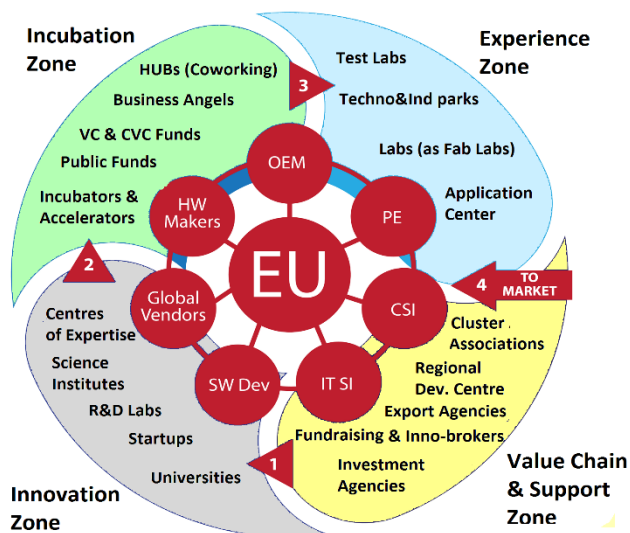 Incubation
Zone
HUBs (Coworking)
Business Angels
VC & CVC Funds
Public Funds
Incubators &
Accelerators
3
Experience
Zone
Test Labs
Techno&Ind parks
Labs (as Fab Labs)
Application
Center
OEM
HW
Makers
PE
EU
Global
Vendors
CSI
SW Dev
IT SI
2
Centres
of Expertise
Science
Institutes
R&D Labs
Startups
Universities
Innovation
Zone
1
4
TO
MARKET
Cluster
Associations
Regional
Dev. Centre
Export Agencies
Fundraising & Inno-brokers
Investment
Agencies
Value Chain
& Support
Zone